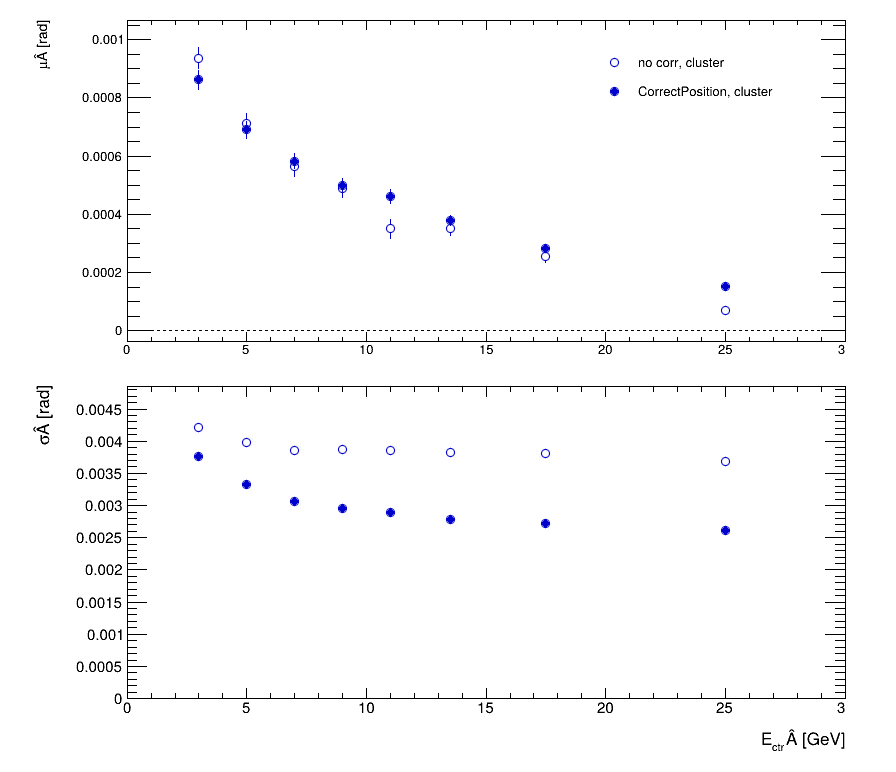 μÂ [rad]
0.001
0.0008
0.0006
0.0004
0.0002
0
no corr, cluster
CorrectPosition, cluster
0 5 10 15 20 25 3
σÂ [rad]
0.0045
0.004
0.0035
0.003
0.0025
0.002
0.0015
0.001
0.0005
0
0 5 10 15 20 25 3
E_ctr Â [GeV]